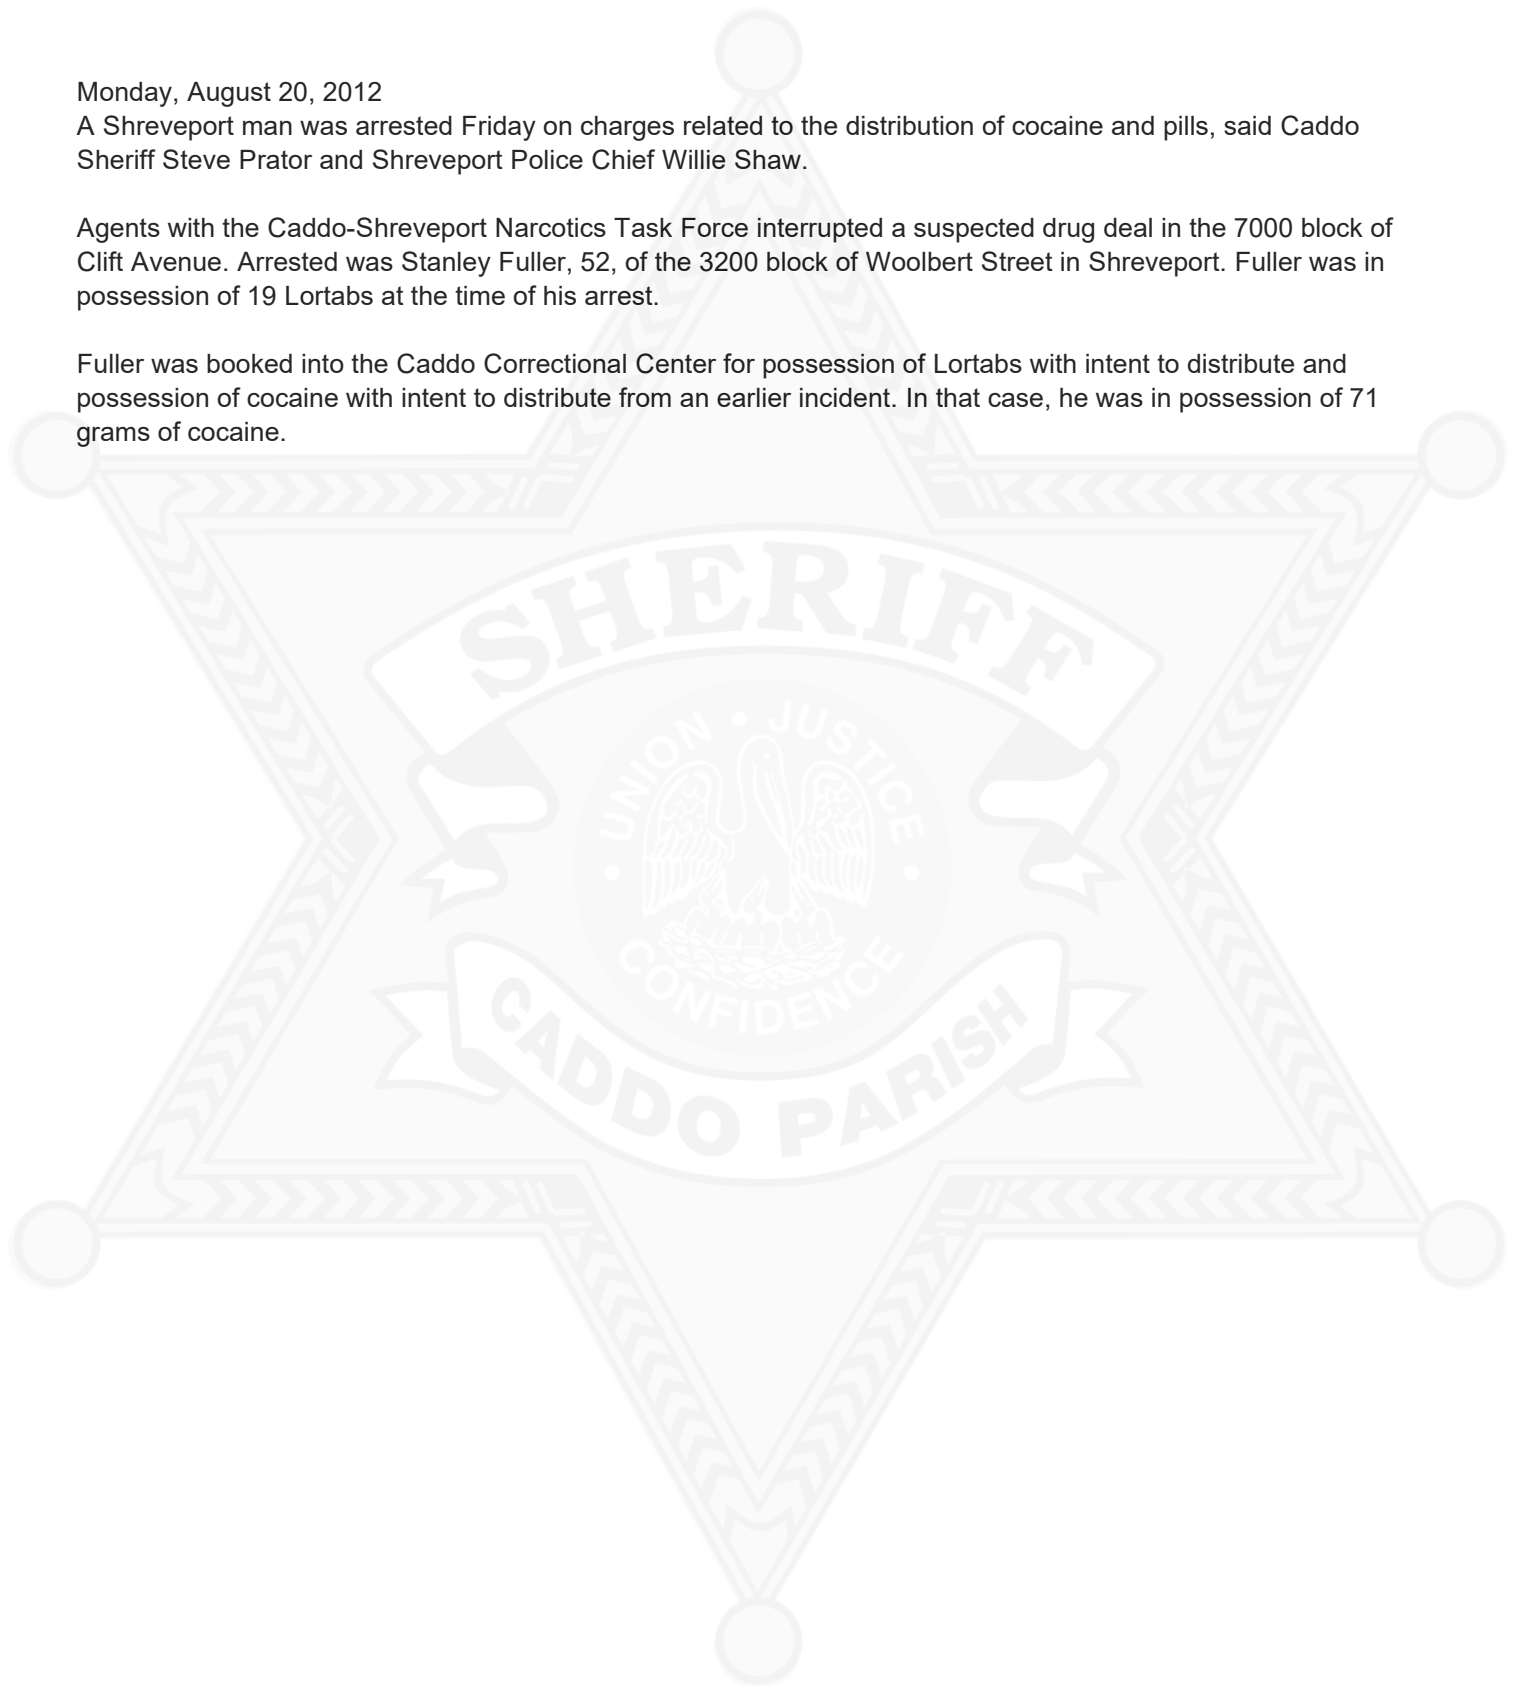 Monday, August 20, 2012
A Shreveport man was arrested Friday on charges related to the distribution of cocaine and pills, said Caddo
Sheriff Steve Prator and Shreveport Police Chief Willie Shaw.
Agents with the Caddo-Shreveport Narcotics Task Force interrupted a suspected drug deal in the 7000 block of
Clift Avenue. Arrested was Stanley Fuller, 52, of the 3200 block of Woolbert Street in Shreveport. Fuller was in
possession of 19 Lortabs at the time of his arrest.
Fuller was booked into the Caddo Correctional Center for possession of Lortabs with intent to distribute and
possession of cocaine with intent to distribute from an earlier incident. In that case, he was in possession of 71
grams of cocaine.
SHERIFF
UNION • JUSTICE
• CONFIDENCE •
CADDO PARISH